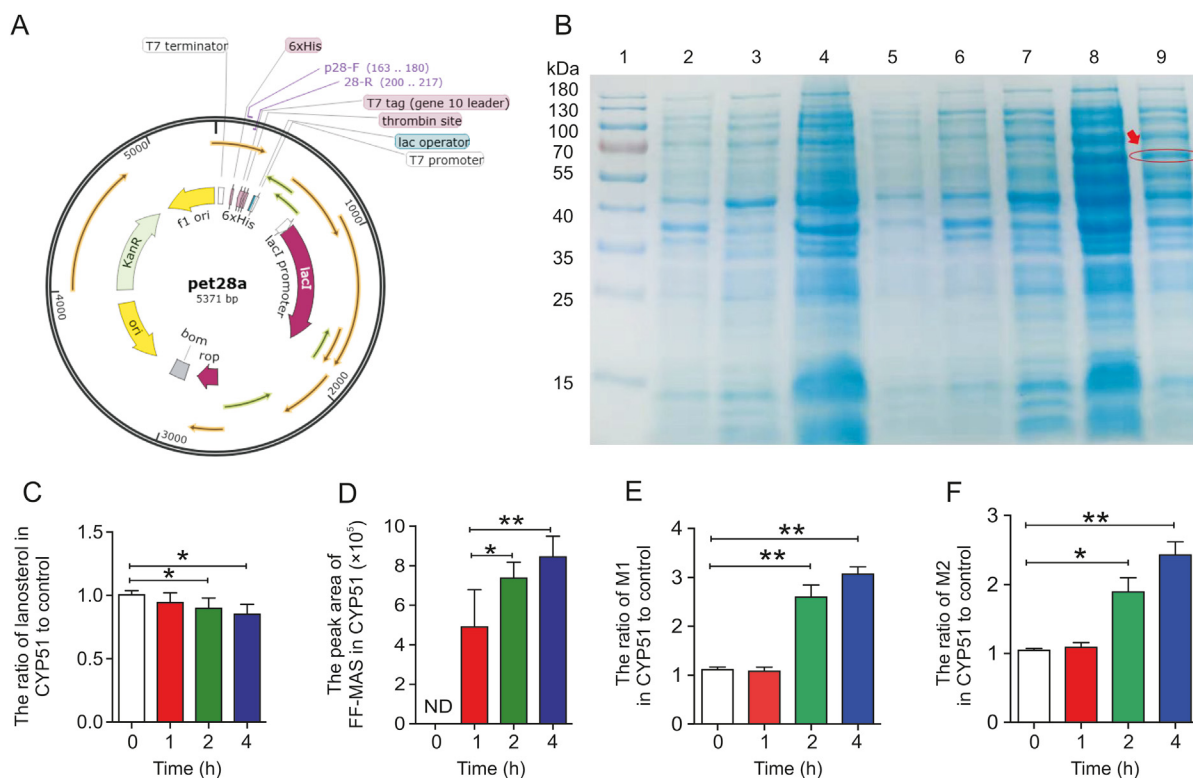 A
T7 terminator
6xHis
p28-F (163 .. 180)
28-R (200 .. 217)
T7 tag (gene 10 leader)
thrombin site
lac operator
T7 promoter
5000
1000
f1 ori
6xHis
KanR
lacI promoter
lacI
pet28a
5371 bp
4000
ori
bom
rop
2000
3000
B
1 2 3 4 5 6 7 8 9
kDa
180
130
100
70
55
40
35
25
15
C
The ratio of lanosterol in
CYP51 to control
1.5
1.0
0.5
0.0
*
*
0 1 2 4
Time (h)
D
The peak area of
FF-MAS in CYP51 (×10⁵)
10
8
6
4
2
0
**
*
ND
0 1 2 4
Time (h)
E
The ratio of M1
in CYP51 to control
4
3
2
1
0
**
**
0 1 2 4
Time (h)
F
The ratio of M2
in CYP51 to control
3
2
1
0
**
*
0 1 2 4
Time (h)